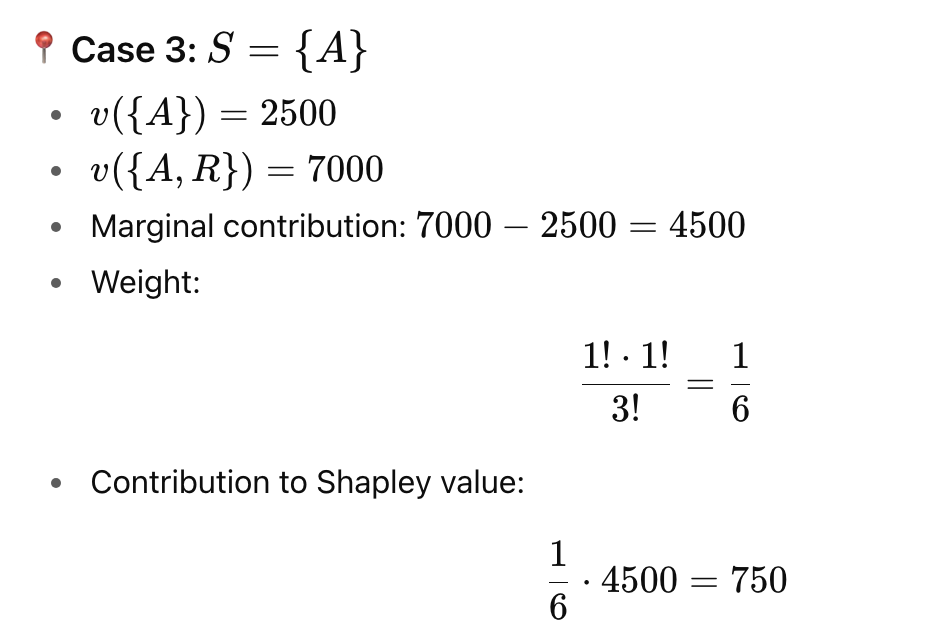 📍 Case 3: S = {A}
• v({A}) = 2500
• v({A, R}) = 7000
• Marginal contribution: 7000 − 2500 = 4500
• Weight:
1! · 1! / 3! = 1 / 6
• Contribution to Shapley value:
1 / 6 · 4500 = 750